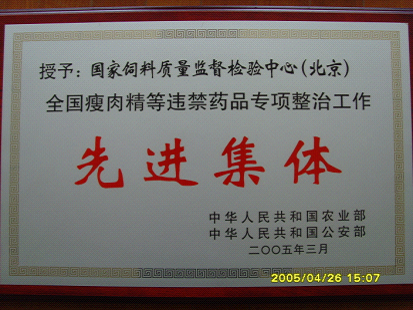 授予：国家饲料质量监督检验中心(北京)
全国瘦肉精等违禁药品专项整治工作
先进集体
中华人民共和国农业部
中华人民共和国公安部
二〇〇五年三月
2005/04/26 15:07